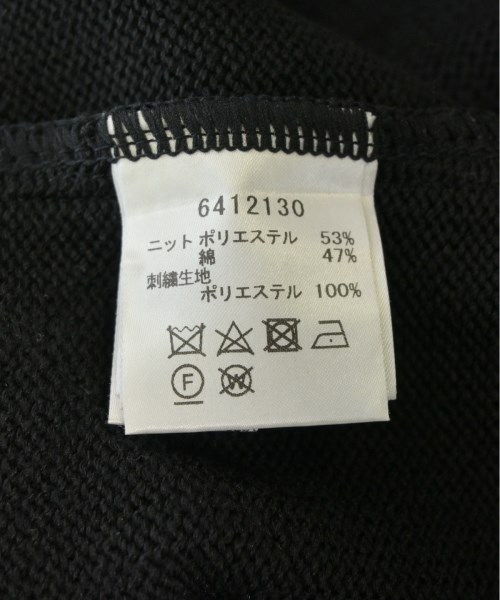 6412130
ニット ポリエステル 53%
綿 47%
刺繍生地
ポリエステル 100%
F W